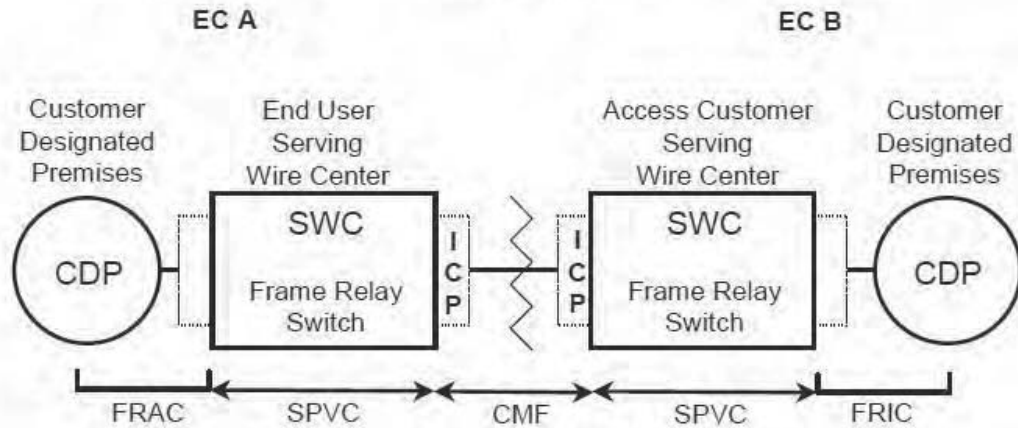 EC A
EC B
Customer
Designated
Premises
End User
Serving
Wire Center
Access Customer
Serving
Wire Center
Customer
Designated
Premises
CDP
SWC
Frame Relay
Switch
I
C
P
I
C
P
SWC
Frame Relay
Switch
CDP
FRAC
SPVC
CMF
SPVC
FRIC